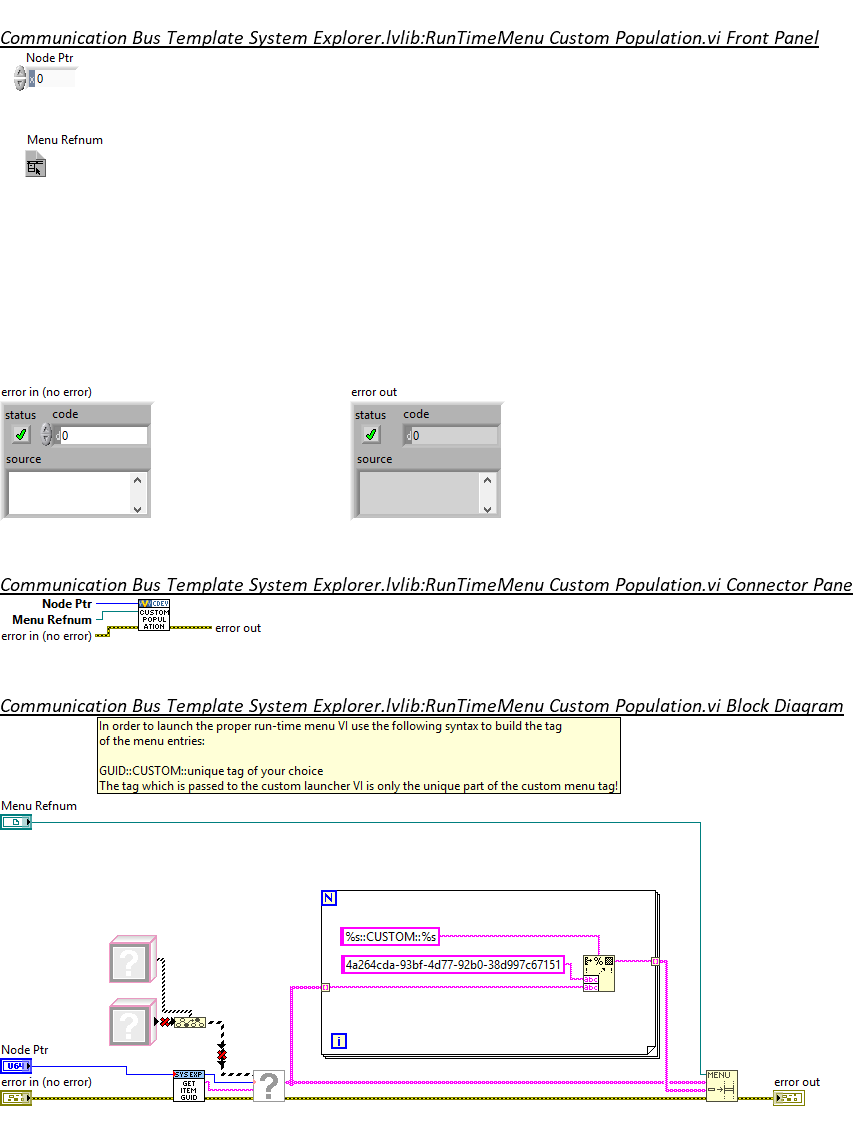 Communication Bus Template System Explorer.lvlib:RunTimeMenu Custom Population.vi Front Panel
Node Ptr
x 0
Menu Refnum
error in (no error)
error out
status code
status code
d 0
d 0
source
source
Communication Bus Template System Explorer.lvlib:RunTimeMenu Custom Population.vi Connector Pane
Node Ptr
Menu Refnum
error in (no error)
CDEV
CUSTOM
POPUL
ATION
error out
Communication Bus Template System Explorer.lvlib:RunTimeMenu Custom Population.vi Block Diagram
In order to launch the proper run-time menu VI use the following syntax to build the tag
of the menu entries:
GUID::CUSTOM::unique tag of your choice
The tag which is passed to the custom launcher VI is only the unique part of the custom menu tag!
Menu Refnum
N
%s::CUSTOM::%s
4a264cda-93bf-4d77-92b0-38d997c67151
%
abc
abc
?
?
i
Node Ptr
U64
error in (no error)
SYS EXP
GET
ITEM
GUID
?
MENU
error out